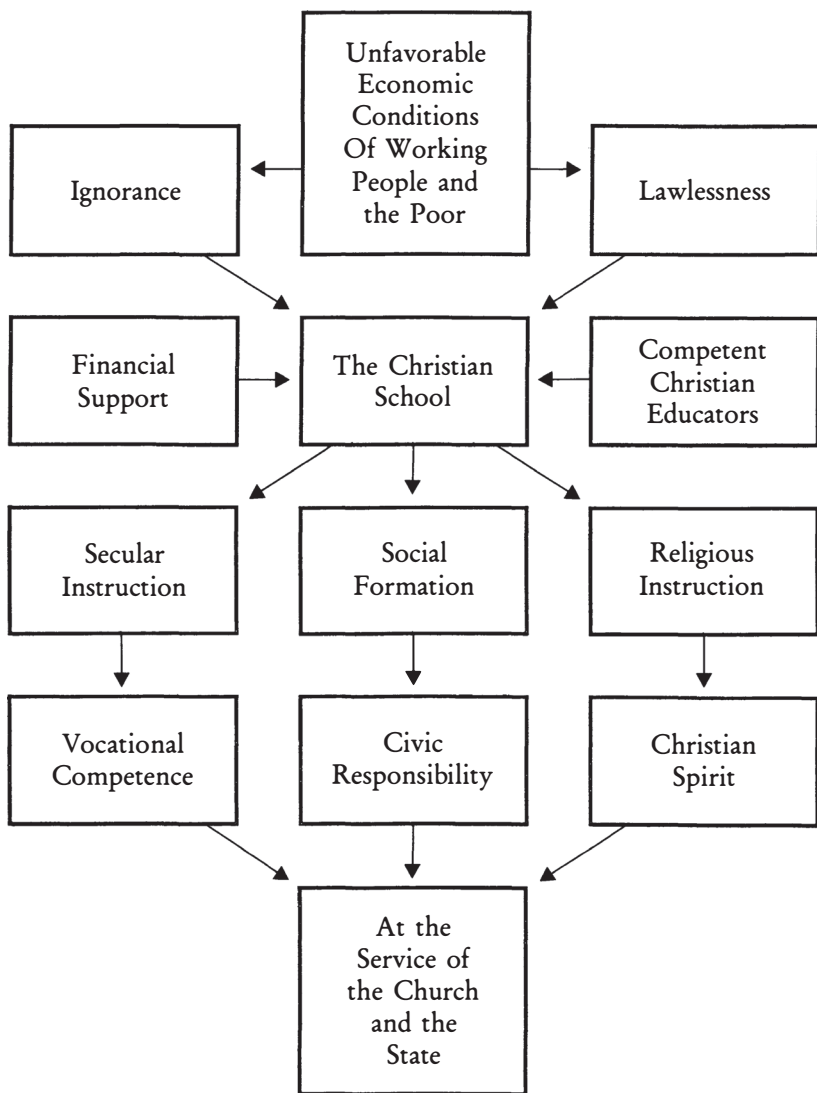 Unfavorable
Economic
Conditions
Of Working
People and
the Poor
Ignorance
Lawlessness
Financial
Support
The Christian
School
Competent
Christian
Educators
Secular
Instruction
Social
Formation
Religious
Instruction
Vocational
Competence
Civic
Responsibility
Christian
Spirit
At the
Service of
the Church
and the
State